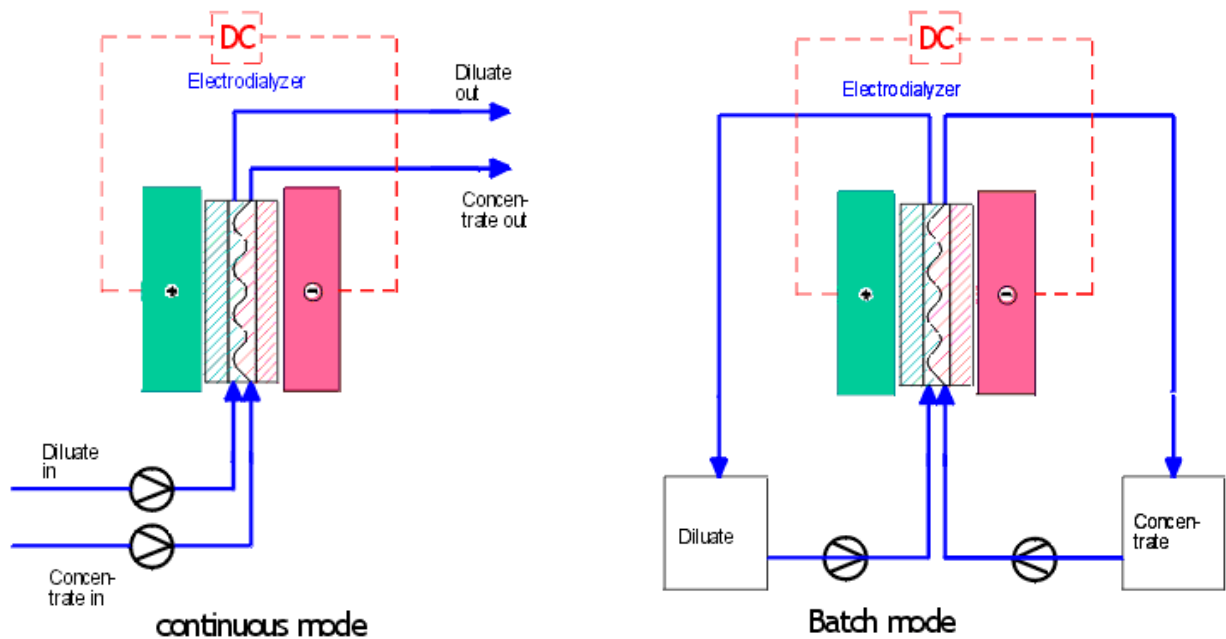 DC
Electrodialyzer
Diluate
out
Concen-
trate out
+
-
Diluate
in
Concen-
trate in
continuous mode
DC
Electrodialyzer
+
-
Diluate
Concen-
trate
Batch mode